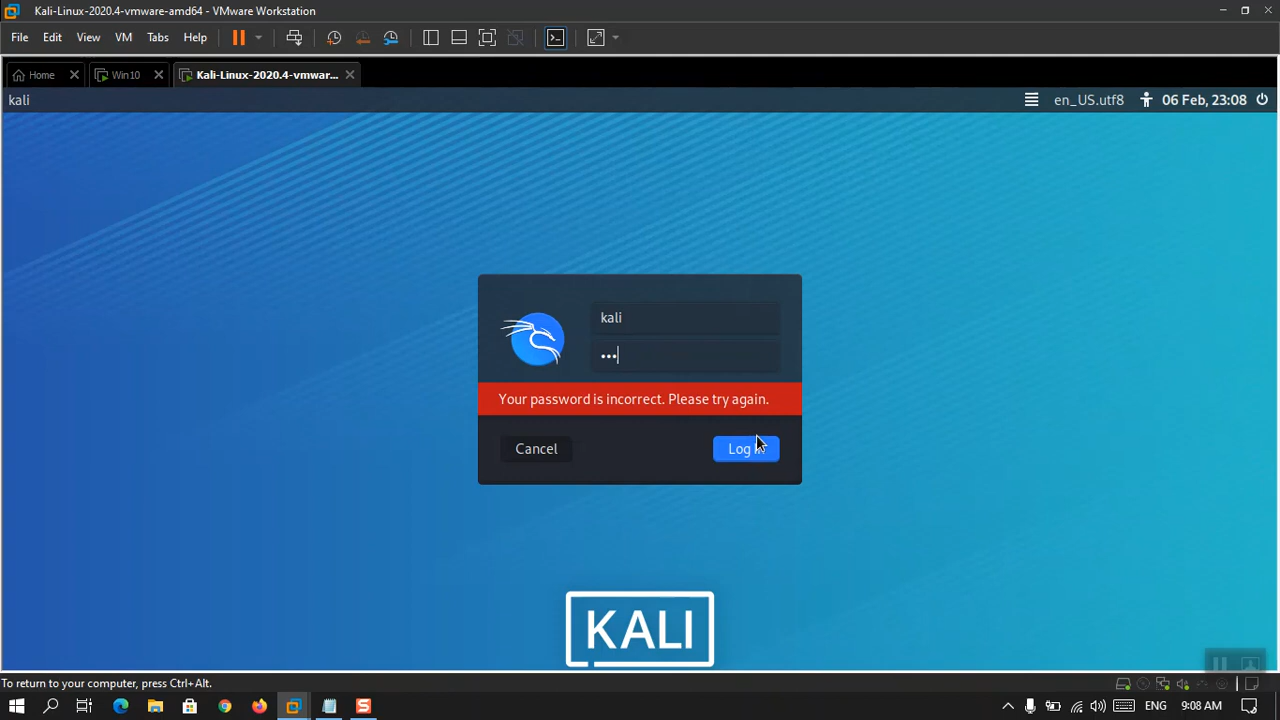 Kali-Linux-2020.4-vmware-amd64 - VMware Workstation
File Edit View VM Tabs Help
Home Win10 Kali-Linux-2020.4-vmwar...
kali en_US.utf8 06 Feb, 23:08
kali
•••
Your password is incorrect. Please try again.
Cancel Log
KALI
To return to your computer, press Ctrl+Alt.
ENG 9:08 AM